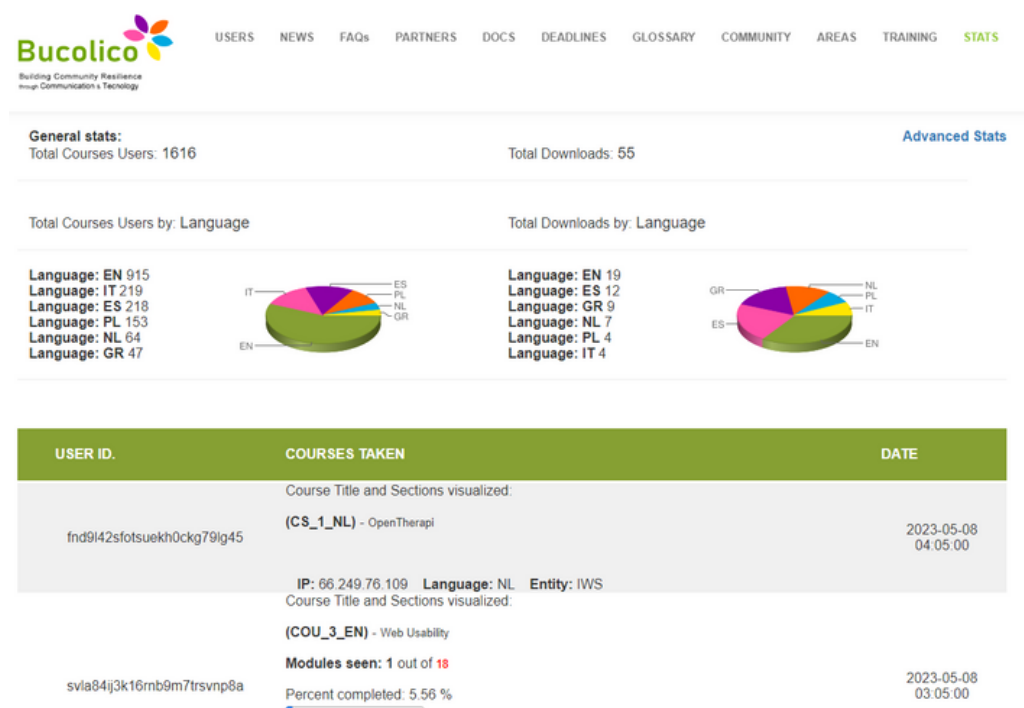 Bucolico
Building Community Resilience
through Communication & Tecnology
USERS NEWS FAQs PARTNERS DOCS DEADLINES GLOSSARY COMMUNITY AREAS TRAINING STATS
General stats:
Advanced Stats
Total Courses Users: 1616
Total Downloads: 55
Total Courses Users by: Language
Total Downloads by: Language
Language: EN 915
Language: IT 219
Language: ES 218
Language: PL 153
Language: NL 64
Language: GR 47
IT
ES
PL
NL
GR
EN
Language: EN 19
Language: ES 12
Language: GR 9
Language: NL 7
Language: PL 4
Language: IT 4
GR
NL
PL
IT
ES
EN
USER ID. COURSES TAKEN DATE
Course Title and Sections visualized:
(CS_1_NL) - OpenTherapi
fnd9l42sfotsuekh0ckg79lg45
2023-05-08
04:05:00
IP: 66.249.76.109 Language: NL Entity: IWS
Course Title and Sections visualized:
(COU_3_EN) - Web Usability
Modules seen: 1 out of 18
svla84ij3k16rnb9m7trsvnp8a
2023-05-08
03:05:00
Percent completed: 5.56 %